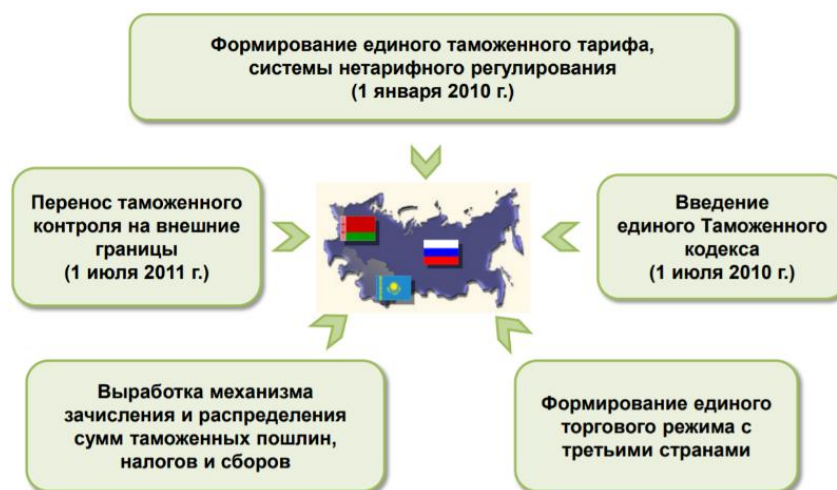 Формирование единого таможенного тарифа,
системы нетарифного регулирования
(1 января 2010 г.)
Перенос таможенного
контроля на внешние
границы
(1 июля 2011 г.)
Введение
единого Таможенного
кодекса
(1 июля 2010 г.)
Выработка механизма
зачисления и распределения
сумм таможенных пошлин,
налогов и сборов
Формирование единого
торгового режима с
третьими странами